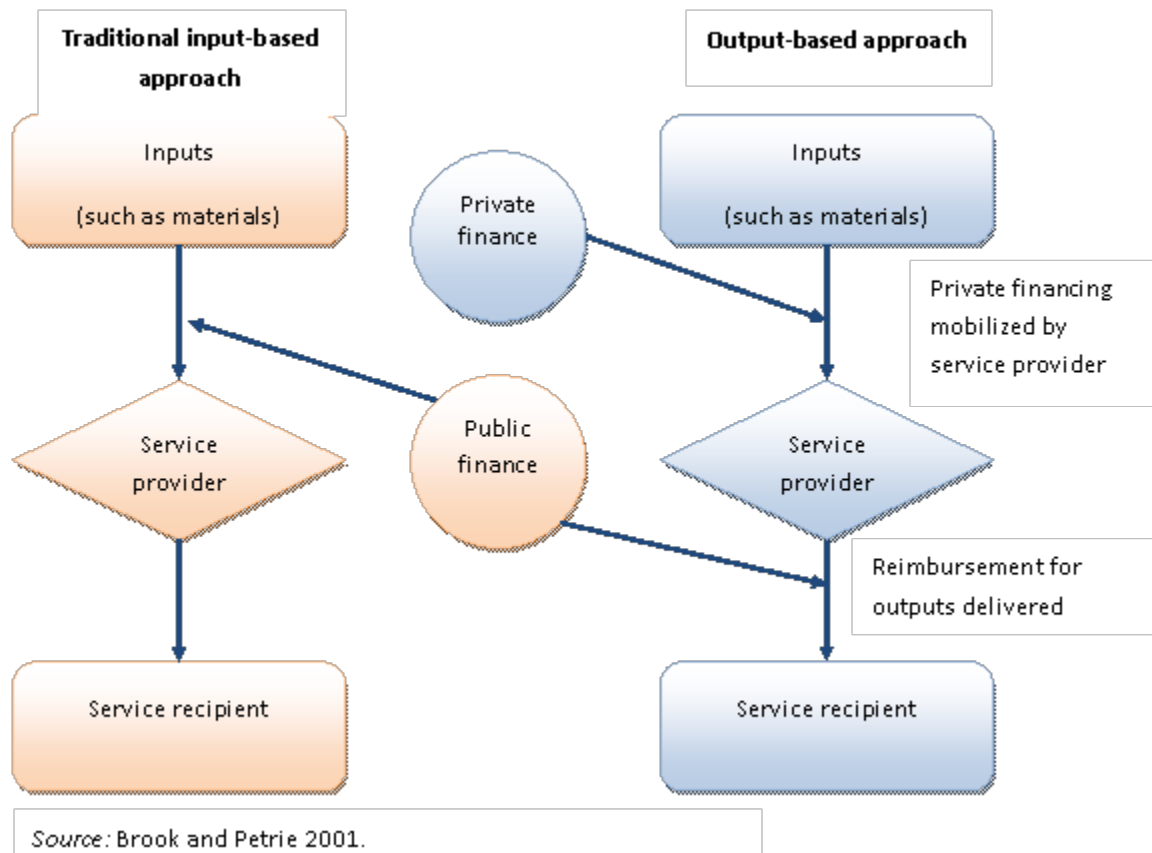 Traditional input-based
approach
Output-based approach
Inputs
(such as materials)
Private
finance
Inputs
(such as materials)
Private financing
mobilized by
service provider
Service
provider
Public
finance
Service
provider
Reimbursement for
outputs delivered
Service recipient
Service recipient
Source: Brook and Petrie 2001.